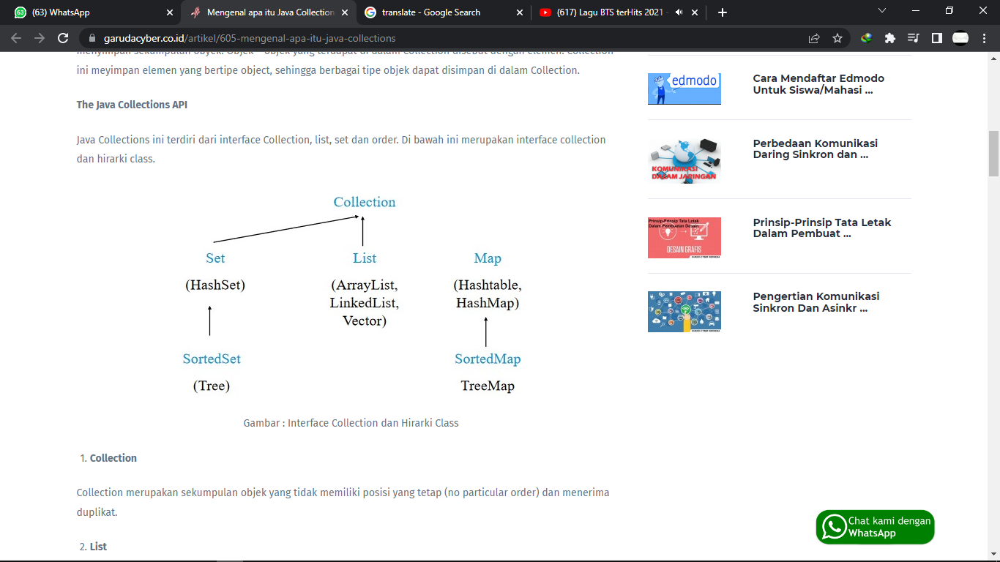 63
(63) WhatsApp
Mengenal apa itu Java Collection
translate - Google Search
(617) Lagu BTS terHits 2021 -
garudacyber.co.id/artikel/605-mengenal-apa-itu-java-collections
menyimpan sekumpulan obyek. Objek – objek yang terdapat di dalam Collection disebut dengan elemen. Collection
ini meyimpan elemen yang bertipe object, sehingga berbagai tipe objek dapat disimpan di dalam Collection.
The Java Collections API
Java Collections ini terdiri dari interface Collection, list, set dan order. Di bawah ini merupakan interface collection
dan hirarki class.
Collection
Set
List
Map
(HashSet)
(ArrayList,
LinkedList,
Vector)
(Hashtable,
HashMap)
SortedSet
SortedMap
(Tree)
TreeMap
Gambar : Interface Collection dan Hirarki Class
1. Collection
Collection merupakan sekumpulan objek yang tidak memiliki posisi yang tetap (no particular order) dan menerima
duplikat.
2. List
edmodo
Cara Mendaftar Edmodo
Untuk Siswa/Mahasi ...
KOMUNIKASI
DALAM JARINGAN
Perbedaan Komunikasi
Daring Sinkron dan ...
Prinsip-Prinsip Tata Letak
Dalam Pembuatan Desain
DESAIN GRAFIS
Prinsip-Prinsip Tata Letak
Dalam Pembuat ...
Pengertian Komunikasi
Sinkron Dan Asinkr ...
Chat kami dengan
WhatsApp